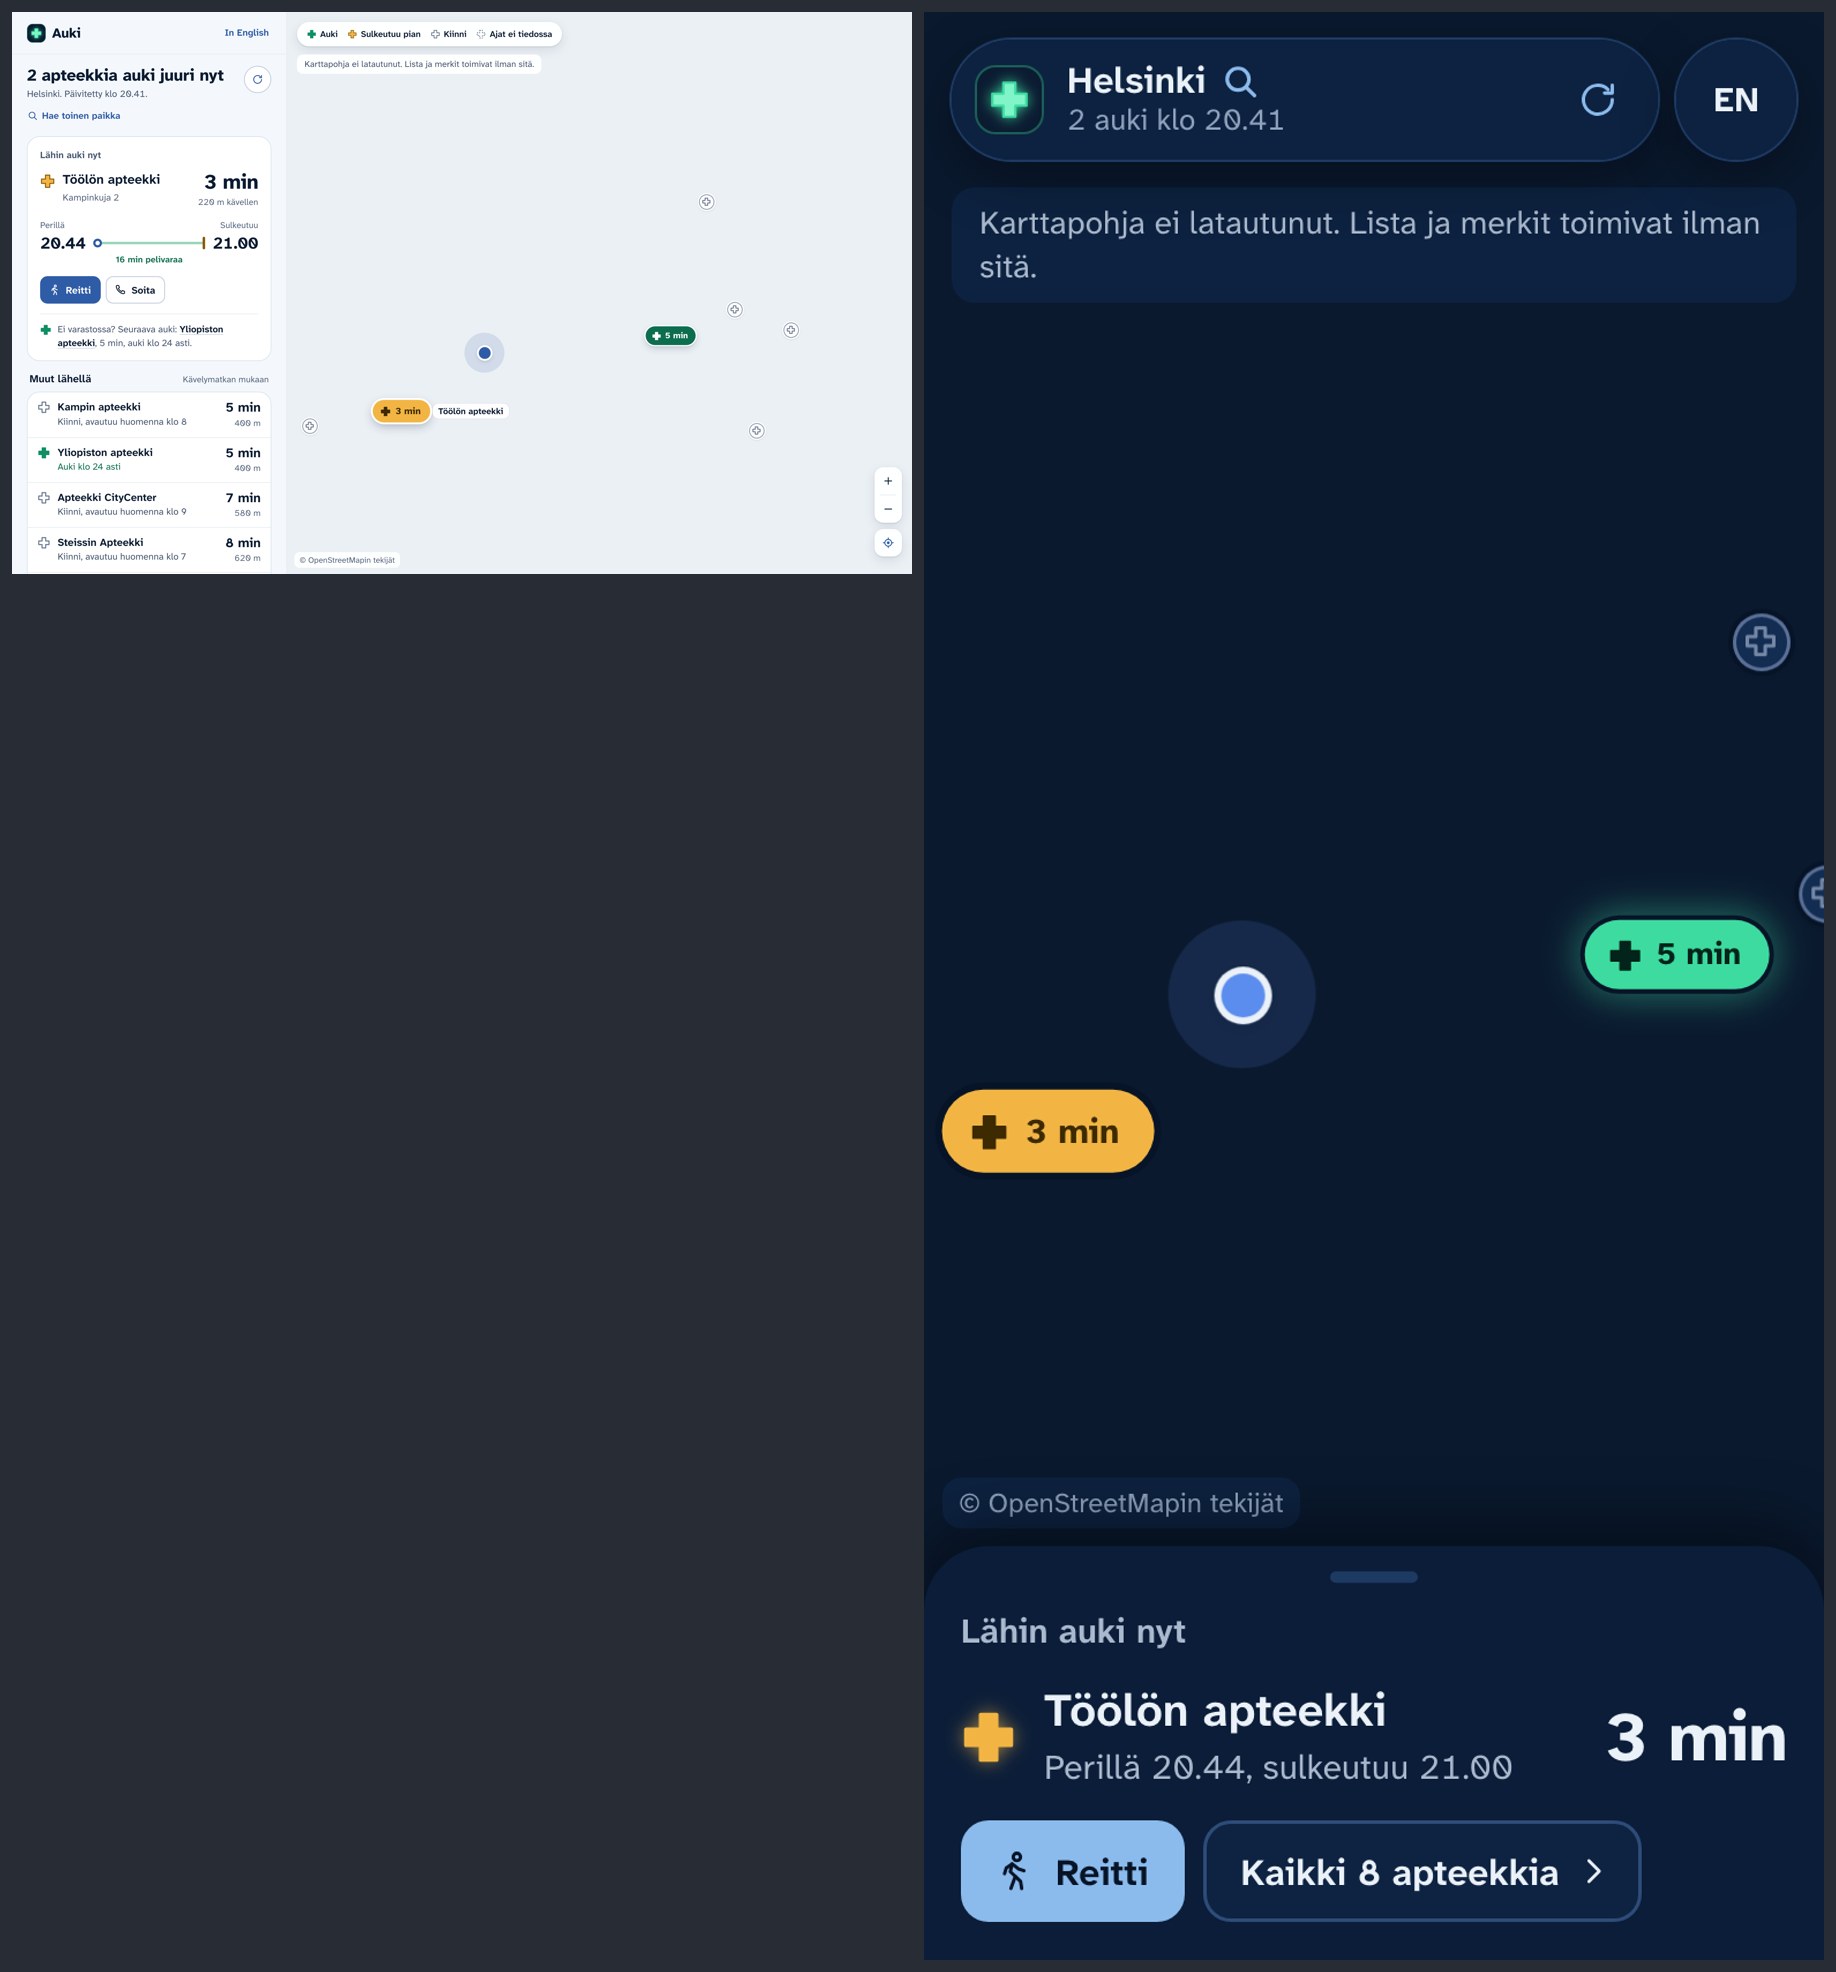 Auki
In English
2 apteekkia auki juuri nyt
Helsinki. Päivitetty klo 20.41.
Hae toinen paikka
Lähin auki nyt
Töölön apteekki
3 min
Kampinkuja 2
220 m kävellen
Perillä
Sulkeutuu
20.44
21.00
16 min pelivaraa
Reitti
Soita
Ei varastossa? Seuraava auki: Yliopiston
apteekki, 5 min, auki klo 24 asti.
Muut lähellä
Kävelymatkan mukaan
Kampin apteekki
5 min
Kiinni, avautuu huomenna klo 8
400 m
Yliopiston apteekki
5 min
Auki klo 24 asti
400 m
Apteekki CityCenter
7 min
Kiinni, avautuu huomenna klo 9
580 m
Steissin Apteekki
8 min
Kiinni, avautuu huomenna klo 7
620 m
Auki
Sulkeutuu pian
Kiinni
Ajat ei tiedossa
Karttapohja ei latautunut. Lista ja merkit toimivat ilman sitä.
5 min
3 min
Töölön apteekki
+
−
© OpenStreetMapin tekijät
Helsinki
2 auki klo 20.41
EN
Karttapohja ei latautunut. Lista ja merkit toimivat ilman
sitä.
5 min
3 min
© OpenStreetMapin tekijät
Lähin auki nyt
Töölön apteekki
Perillä 20.44, sulkeutuu 21.00
3 min
Reitti
Kaikki 8 apteekkia